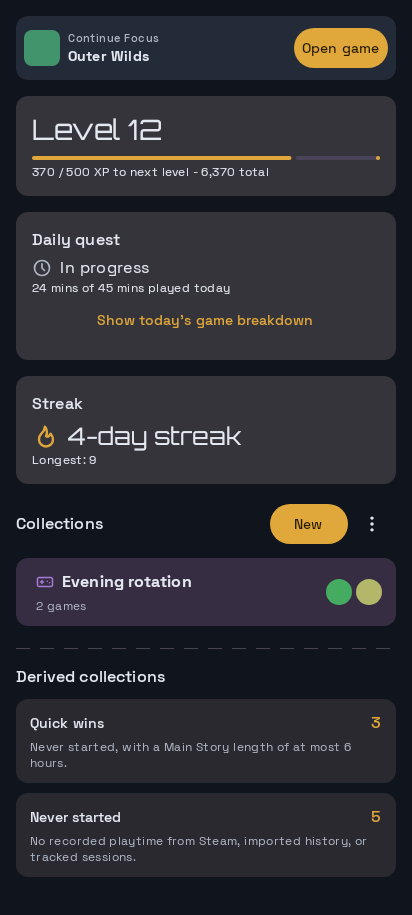 Continue Focus
Outer Wilds
Open game
Level 12
370 / 500 XP to next level - 6,370 total
Daily quest
In progress
24 mins of 45 mins played today
Show today's game breakdown
Streak
4-day streak
Longest: 9
Collections
New
Evening rotation
2 games
Derived collections
Quick wins
3
Never started, with a Main Story length of at most 6
hours.
Never started
5
No recorded playtime from Steam, imported history, or
tracked sessions.